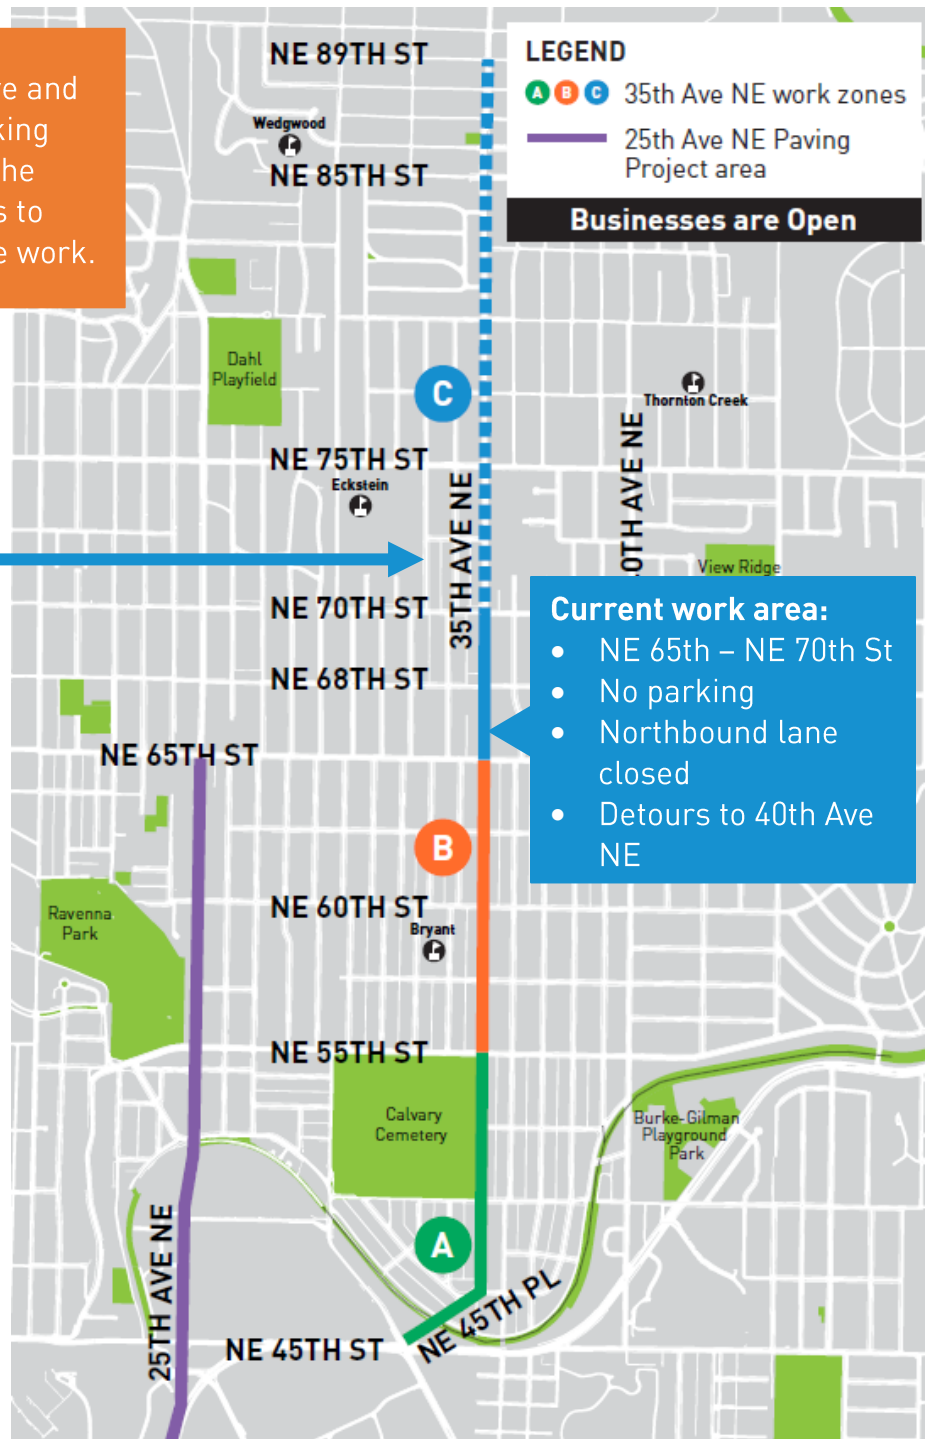 NE 89TH ST
LEGEND
A B C 35th Ave NE work zones
25th Ave NE Paving
Project area
Businesses are Open
and
to
work.
Wedgwood
NE 85TH ST
Dahl
Playfield
C
Thornton Creek
NE 75TH ST
Eckstein
35TH AVE NE
AVE NE
View Ridge
NE 70TH ST
Current work area:
• NE 65th – NE 70th St
• No parking
• Northbound lane
closed
• Detours to 40th Ave
NE
NE 68TH ST
NE 65TH ST
B
NE 60TH ST
Bryant
Ravenna
Park
NE 55TH ST
Calvary
Cemetery
Burke-Gilman
Playground
Park
A
25TH AVE NE
NE 45TH PL
NE 45TH ST